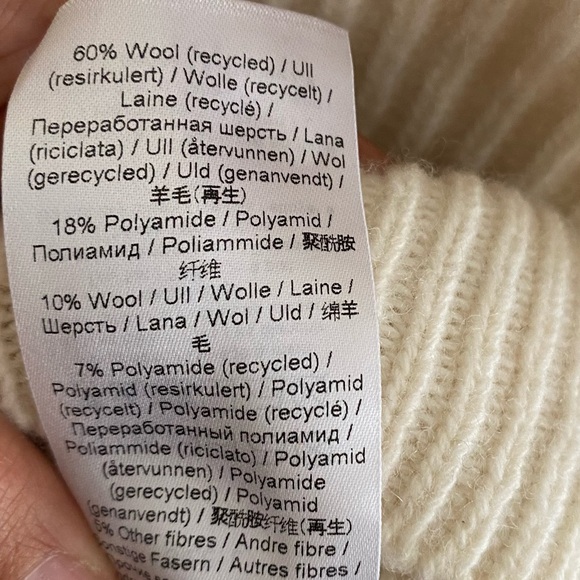 60% Wool (recycled) / Ull
(resirkulert) / Wolle (recycelt) /
Laine (recyclé) /
Переработанная шерсть / Lana
(riciclata) / Ull (återvunnen) / Wol
(gerecycled) / Uld (genanvendt) /
羊毛(再生)
18% Polyamide / Polyamid /
Полиамид / Poliammide / 聚酰胺
纤维
10% Wool / Ull / Wolle / Laine /
Шерсть / Lana / Wol / Uld / 绵羊
毛
7% Polyamide (recycled) /
Polyamid (resirkulert) / Polyamid
(recycelt) / Polyamide (recyclé) /
Переработанный полиамид /
Poliammide (riciclato) / Polyamid
(återvunnen) / Polyamide
(gerecycled) / Polyamid
(genanvendt) / 聚酰胺纤维(再生)
5% Other fibres / Andre fibre /
Sonstige Fasern / Autres fibres /